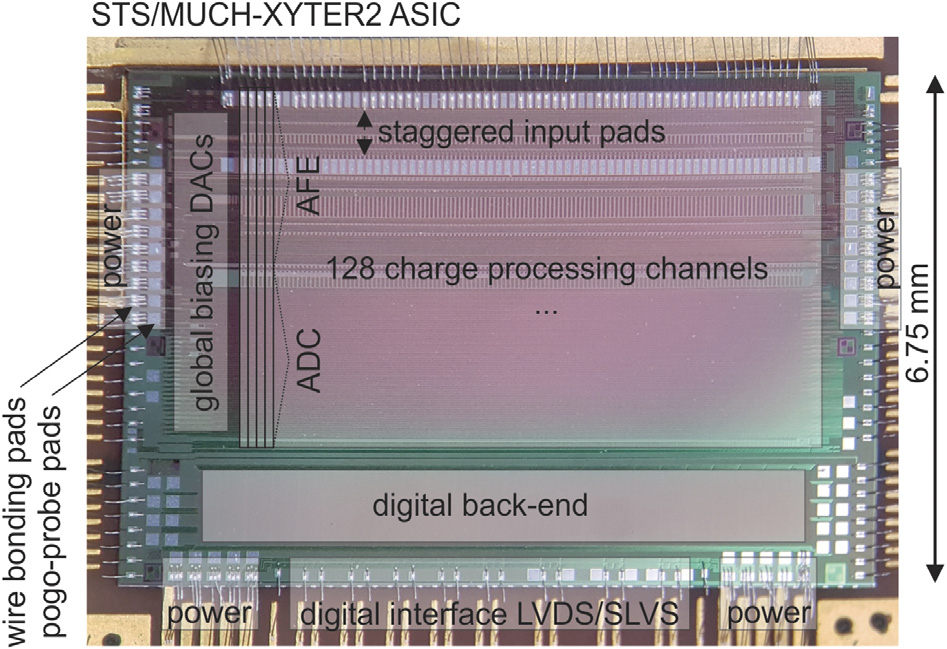 STS/MUCH-XYTER2 ASIC
staggered input pads
AFE
global biasing DACs
power
power
128 charge processing channels
...
ADC
6.75 mm
wire bonding pads
pogo-probe pads
digital back-end
power
digital interface LVDS/SLVS
power